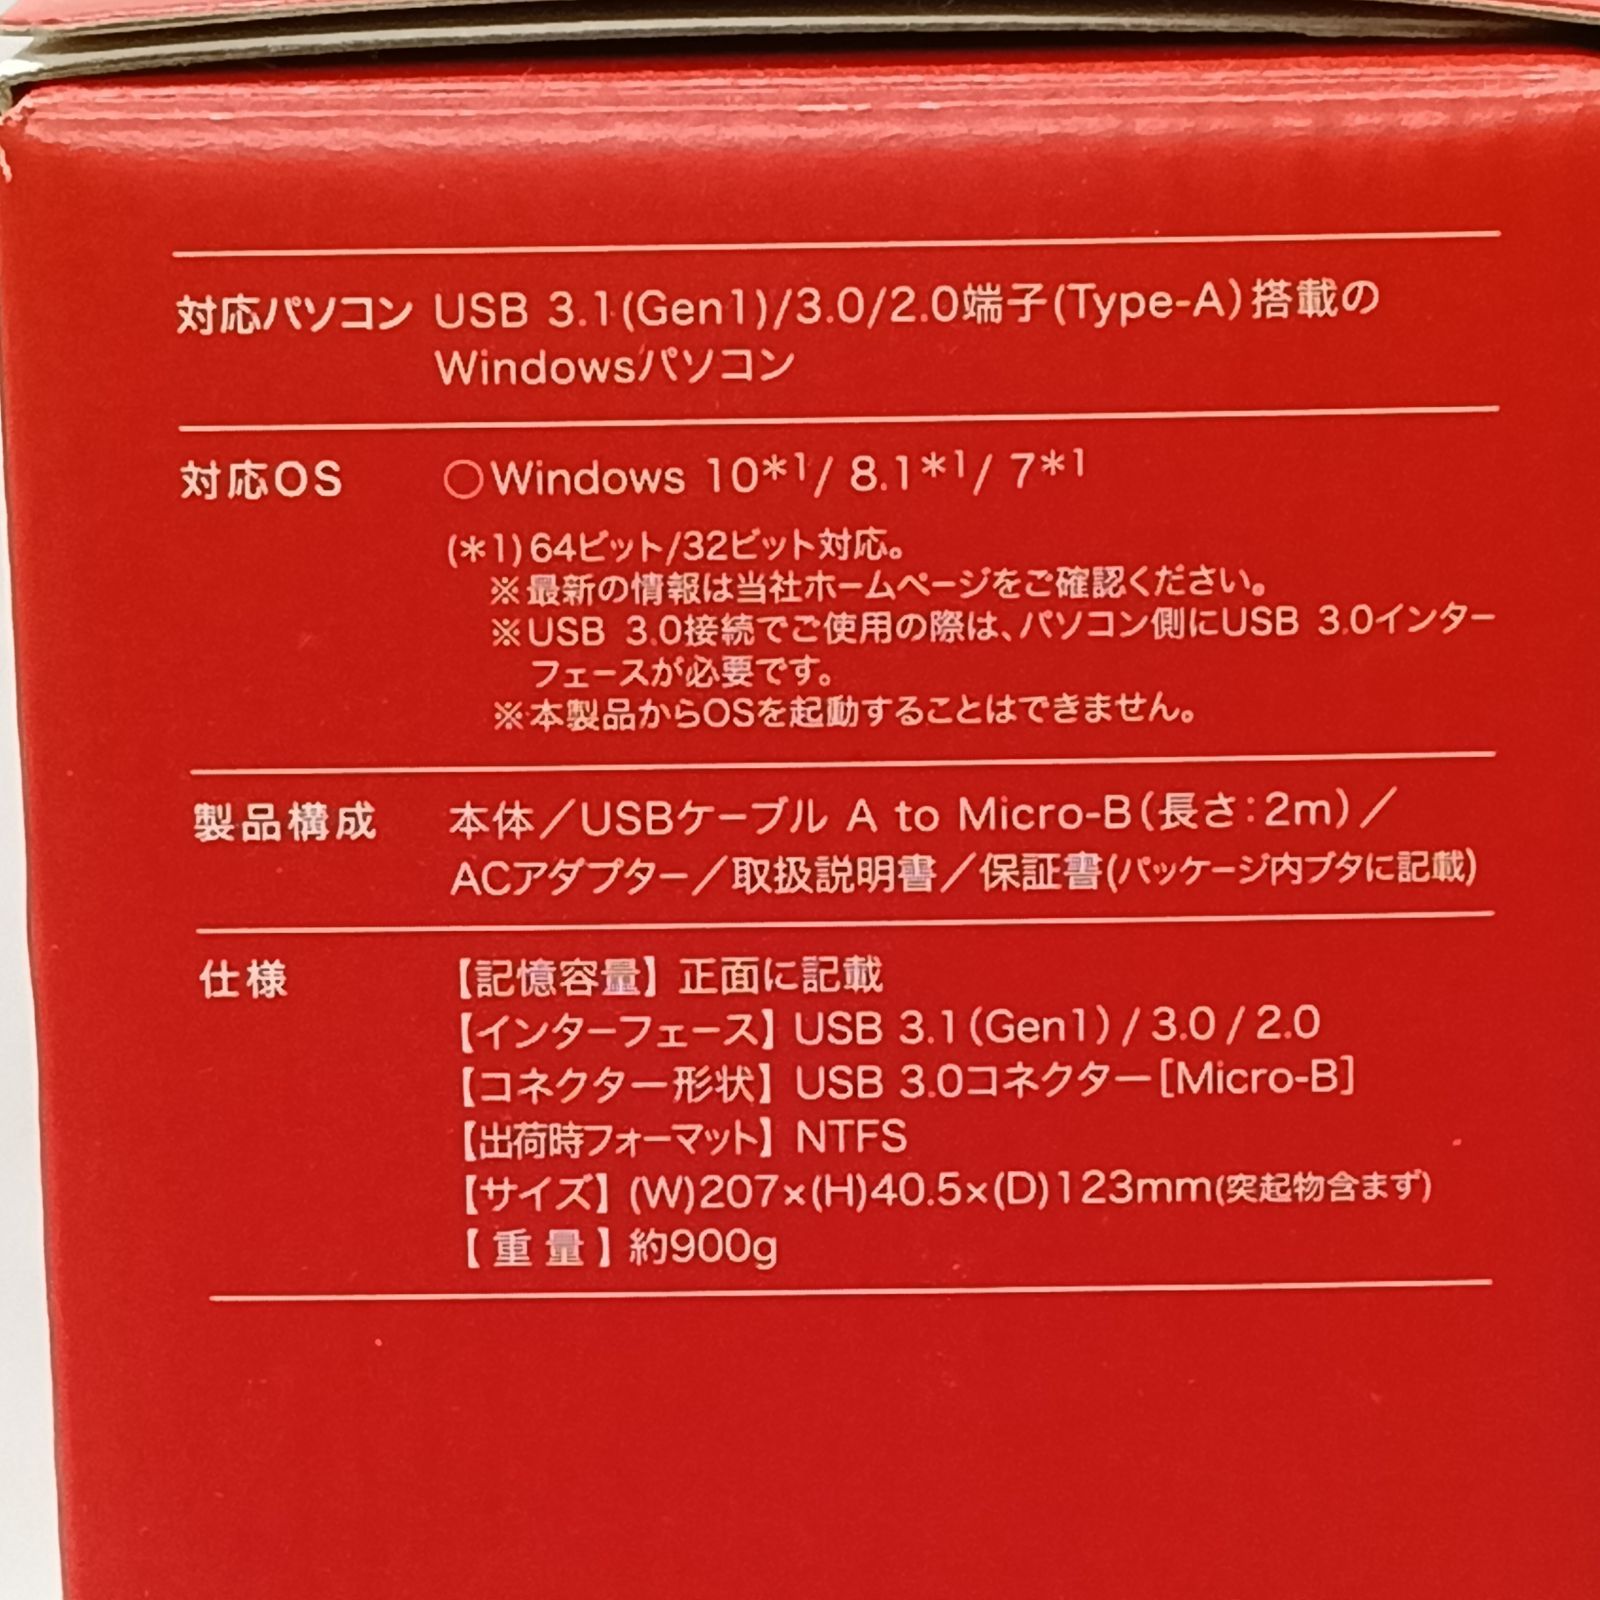 対応パソコン USB 3.1(Gen1)/3.0/2.0端子(Type-A)搭載の
Windowsパソコン
対応OS ○Windows 10*1/ 8.1*1/ 7*1
(*1)64ビット/32ビット対応。
※最新の情報は当社ホームページをご確認ください。
※USB 3.0接続でご使用の際は、パソコン側にUSB 3.0インター
フェースが必要です。
※本製品からOSを起動することはできません。
製品構成 本体／USBケーブル A to Micro-B(長さ:2m)／
ACアダプター／取扱説明書／保証書(パッケージ内ブタに記載)
仕様 【記憶容量】正面に記載
【インターフェース】USB 3.1(Gen1) / 3.0 / 2.0
【コネクター形状】USB 3.0コネクター[Micro-B]
【出荷時フォーマット】NTFS
【サイズ】(W)207×(H)40.5×(D)123mm(突起物含まず)
【重量】約900g